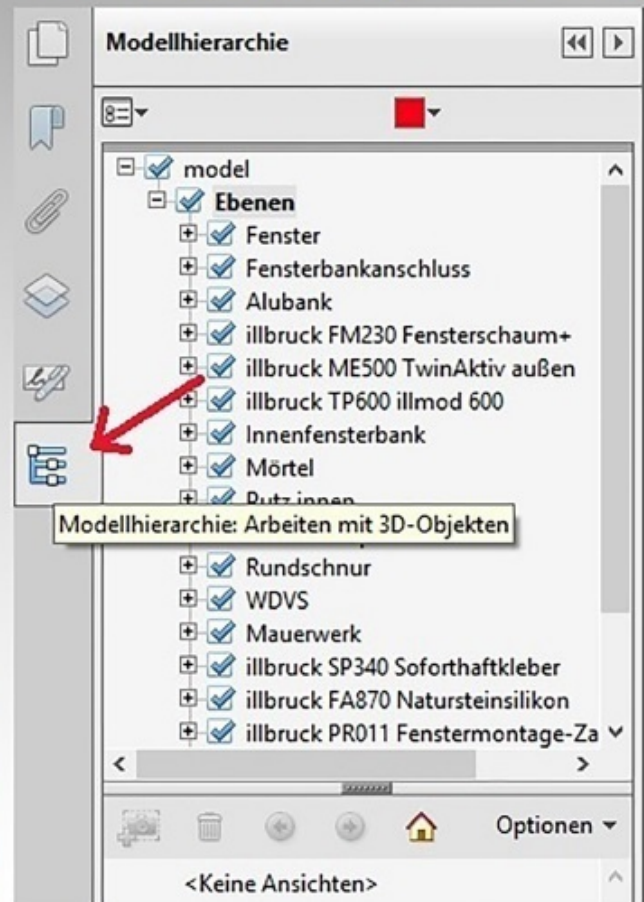 Modellhierarchie
model
Ebenen
Fenster
Fensterbankanschluss
Alubank
illbruck FM230 Fensterschaum+
illbruck ME500 TwinAktiv außen
illbruck TP600 illmod 600
Innenfensterbank
Mörtel
Putz innen
Modellhierarchie: Arbeiten mit 3D-Objekten
Rundschnur
WDVS
Mauerwerk
illbruck SP340 Soforthaftkleber
illbruck FA870 Natursteinsilikon
illbruck PR011 Fenstermontage-Za
Optionen
<Keine Ansichten>